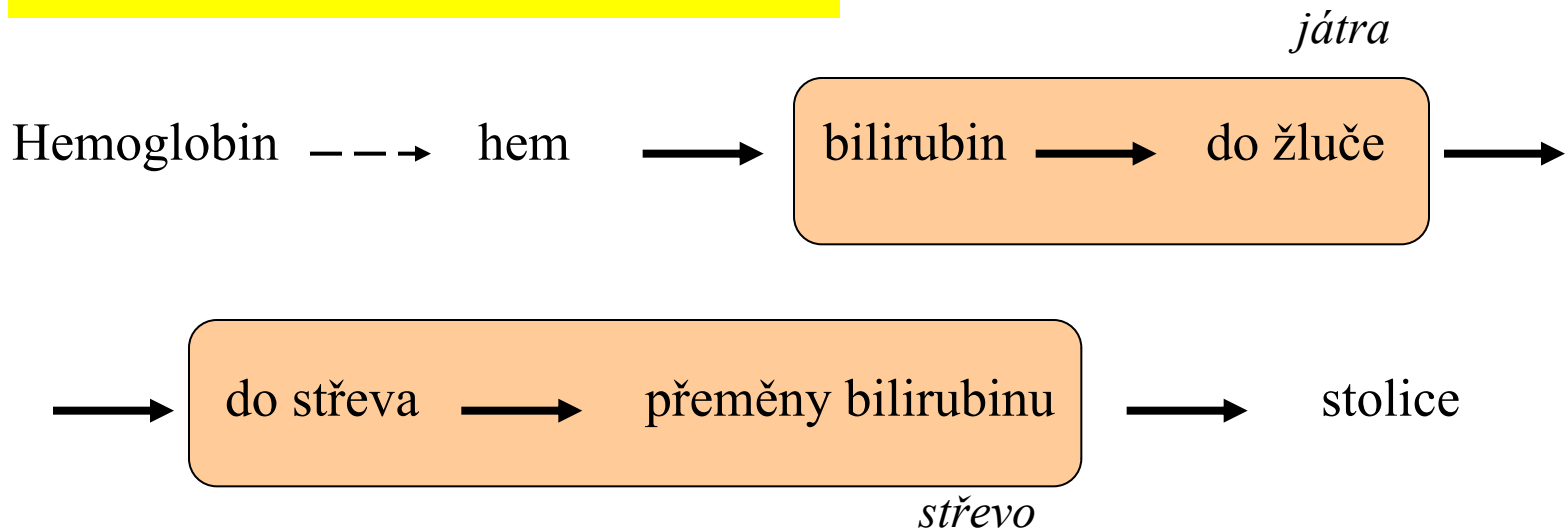 játra
Hemoglobin hem bilirubin do žluče
do střeva přeměny bilirubinu stolice
střevo